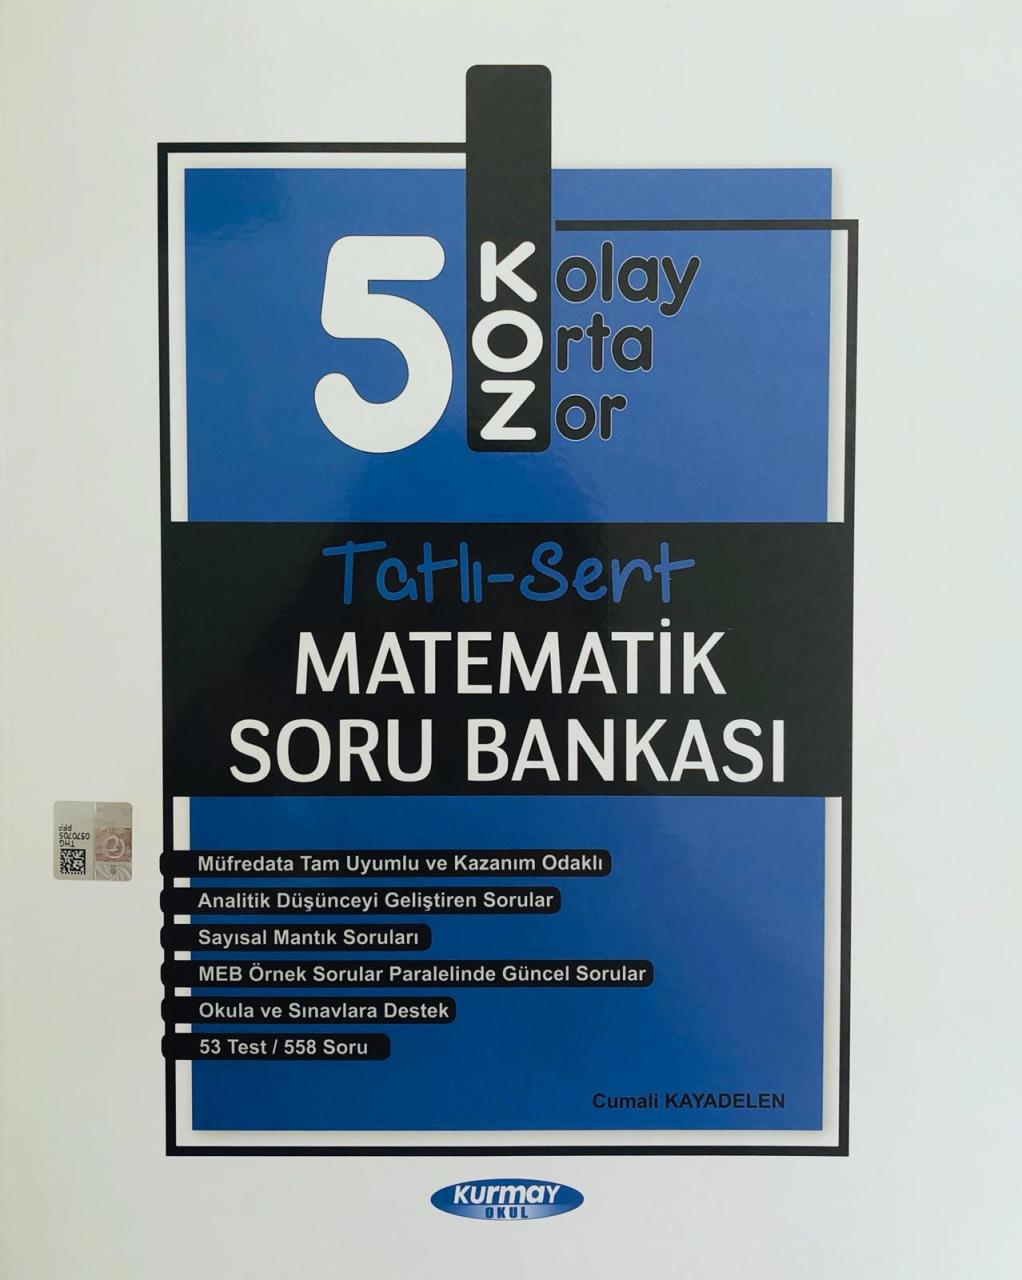 5
Kolay
Orta
Zor
Tatlı-Sert
MATEMATİK
SORU BANKASI
Müfredata Tam Uyumlu ve Kazanım Odaklı
Analitik Düşünceyi Geliştiren Sorular
Sayısal Mantık Soruları
MEB Örnek Sorular Paralelinde Güncel Sorular
Okula ve Sınavlara Destek
53 Test / 558 Soru
Cumali KAYADELEN
KURMAY
OKUL